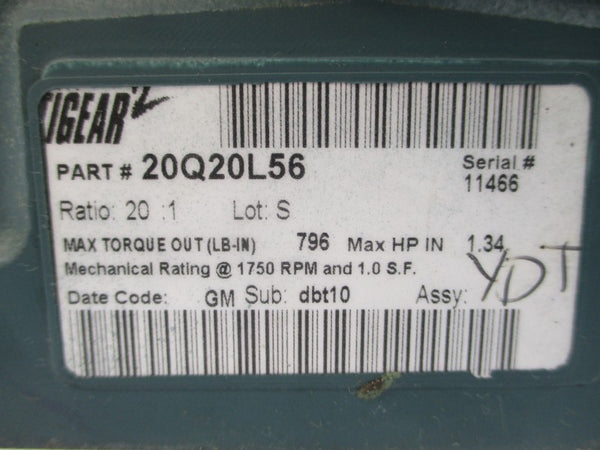 IGEAR
PART # 20Q20L56
Serial #
11466
Ratio: 20 :1 Lot: S
MAX TORQUE OUT (LB-IN) 796 Max HP IN 1.34
Mechanical Rating @ 1750 RPM and 1.0 S.F.
Date Code: GM Sub: dbt10 Assy: YDT